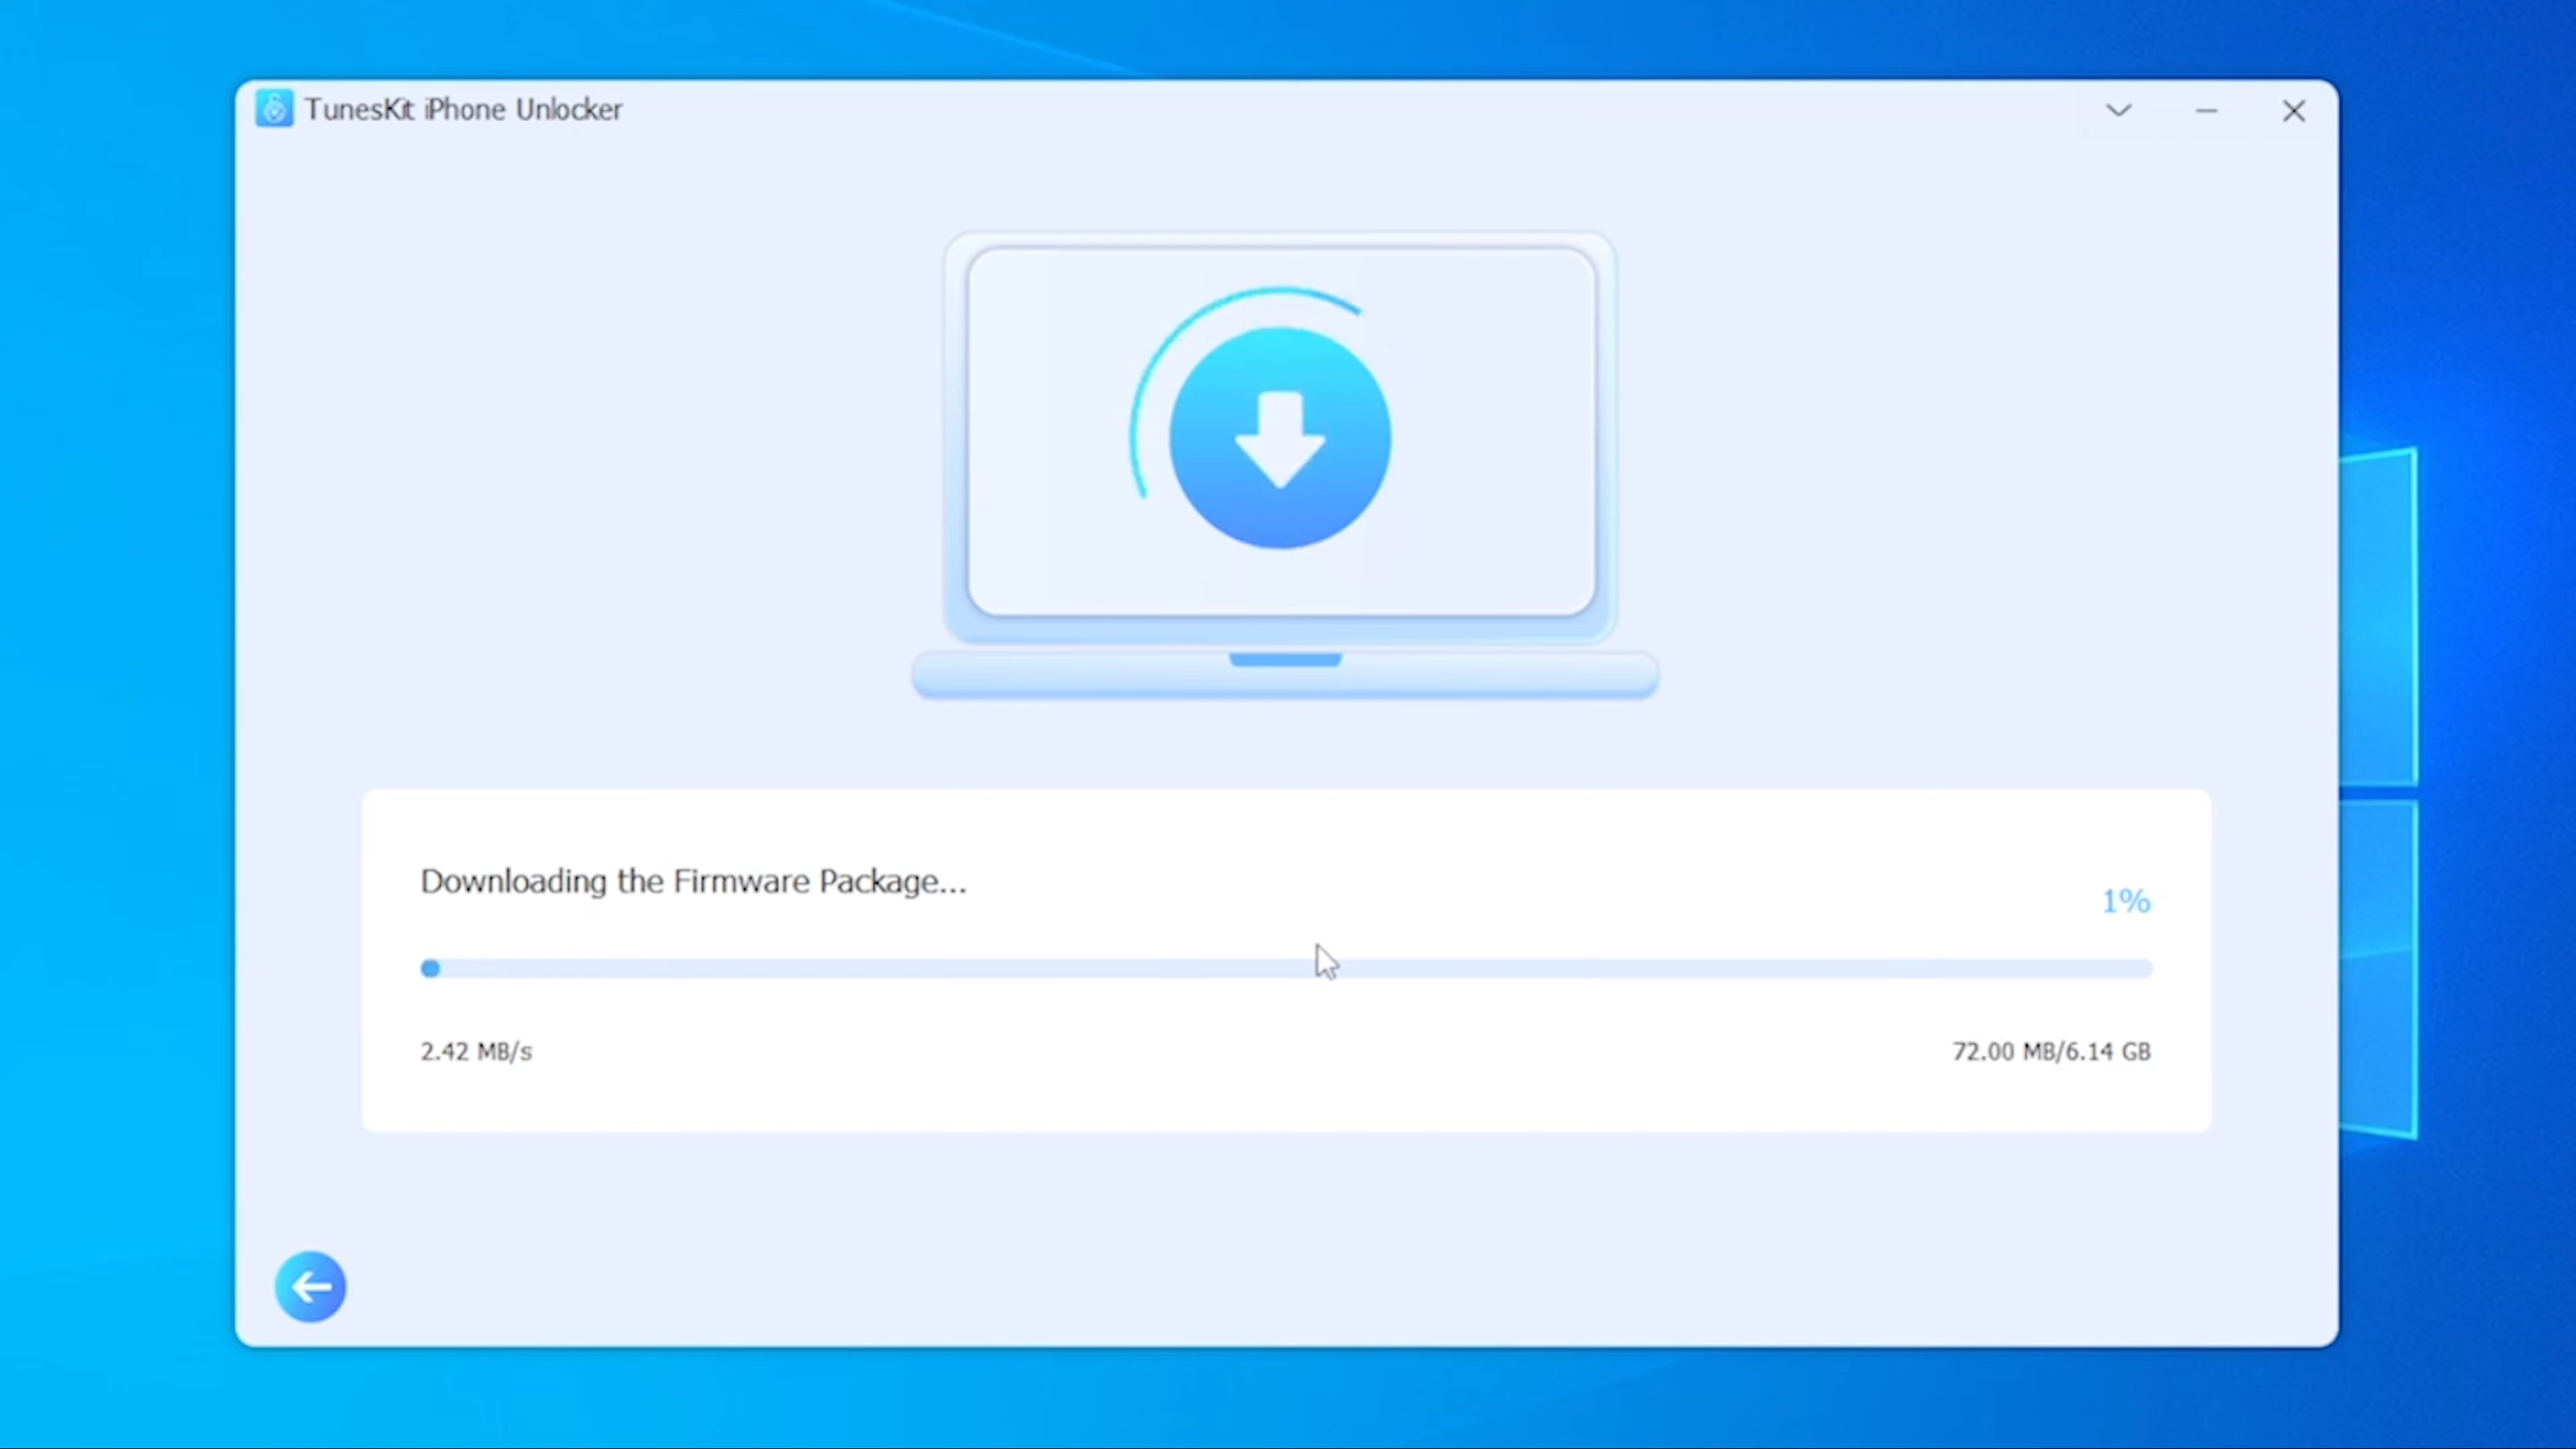 TunesKit iPhone Unlocker
Downloading the Firmware Package...
1%
2.42 MB/s
72.00 MB/6.14 GB